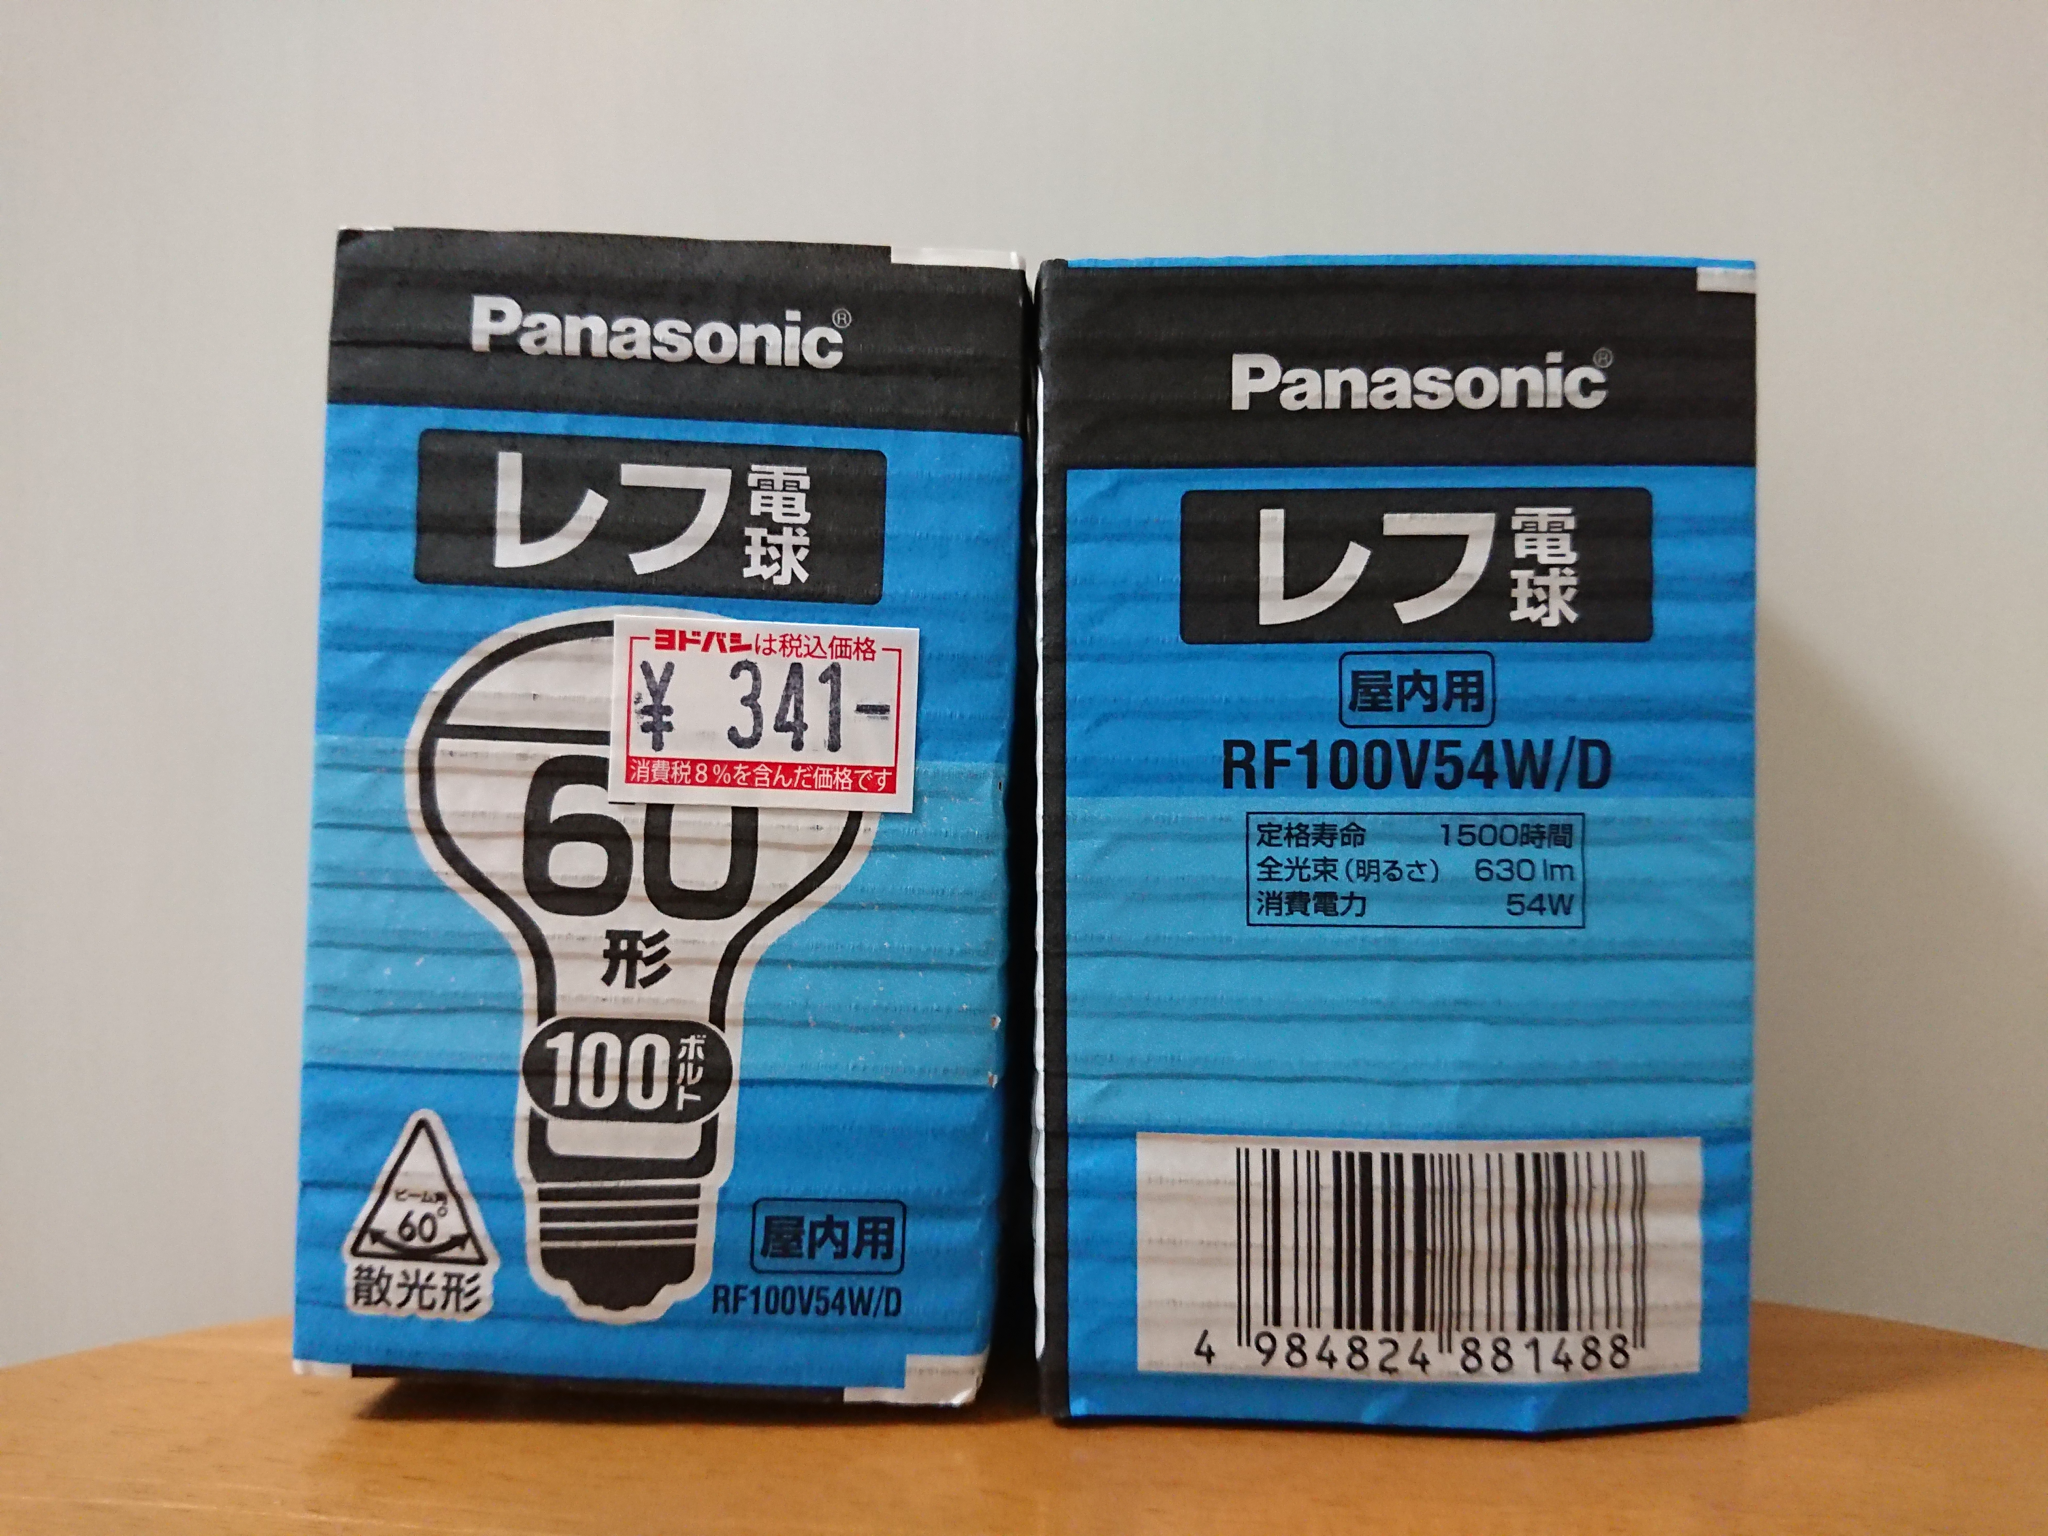 Panasonic®
レフ電球
ヨドバシは税込価格
¥ 341-
消費税8%を含んだ価格です
60
形
100ボルト
ビーム角
60°
散光形
屋内用
RF100V54W/D
Panasonic®
レフ電球
屋内用
RF100V54W/D
定格寿命 1500時間
全光束(明るさ) 630 lm
消費電力 54W
4 984824 881488